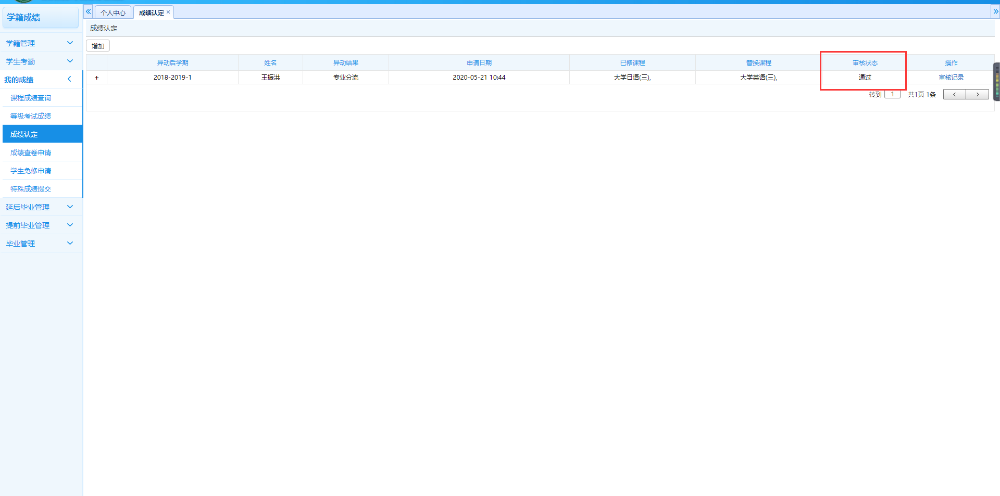 学籍成绩
学籍管理
学生考勤
我的成绩
课程成绩查询
等级考试成绩
成绩认定
成绩查卷申请
学生免修申请
特殊成绩提交
延后毕业管理
提前毕业管理
毕业管理
个人中心 成绩认定 ×
成绩认定
增加
异动后学期 姓名 异动结果 申请日期 已修课程 替换课程 审核状态 操作
+ 2018-2019-1 王振洪 专业分流 2020-05-21 10:44 大学日语(三), 大学英语(三), 通过 审核记录
转到 1 共1页 1条 < >